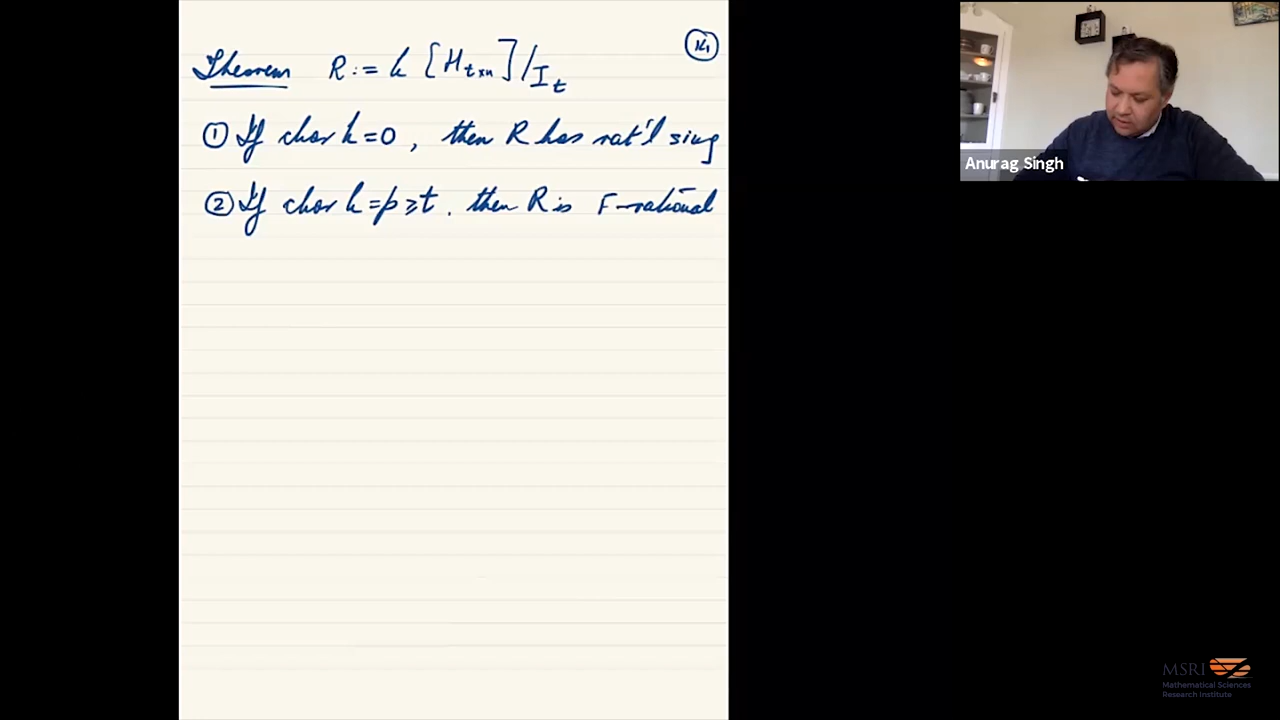 14
Theorem R := k [H_{t×n}] / I_t
① If char k = 0, then R has rat'l sing
② If char k = p ≥ t. then R is F-rational
Anurag Singh
MSRI
Mathematical Sciences
Research Institute